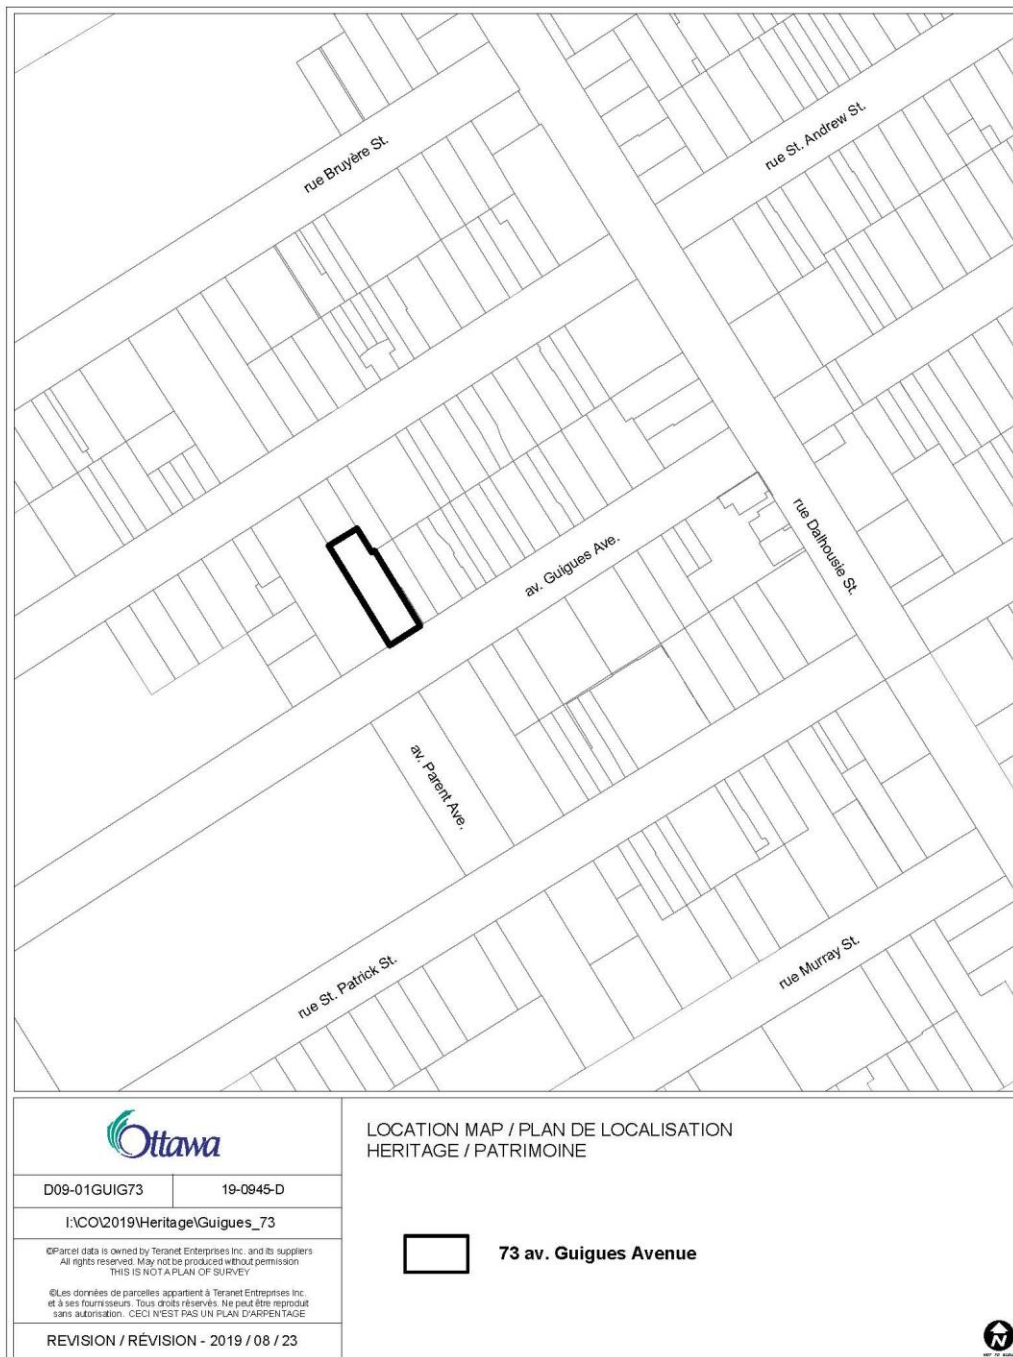 rue Bruyère St.
rue St. Andrew St.
av. Guigues Ave.
rue Dalhousie St.
av. Parent Ave.
rue St. Patrick St.
rue Murray St.
Ottawa
D09-01GUIG73
19-0945-D
I:\CO\2019\Heritage\Guigues_73
©Parcel data is owned by Teranet Enterprises Inc. and its suppliers
All rights reserved. May not be produced without permission
THIS IS NOT A PLAN OF SURVEY
©Les données de parcelles appartient à Teranet Entreprises Inc.
et à ses fournisseurs. Tous droits réservés. Ne peut être reproduit
sans autorisation. CECI N'EST PAS UN PLAN D'ARPENTAGE
REVISION / RÉVISION - 2019 / 08 / 23
LOCATION MAP / PLAN DE LOCALISATION
HERITAGE / PATRIMOINE
73 av. Guigues Avenue
N
NOT TO SCALE